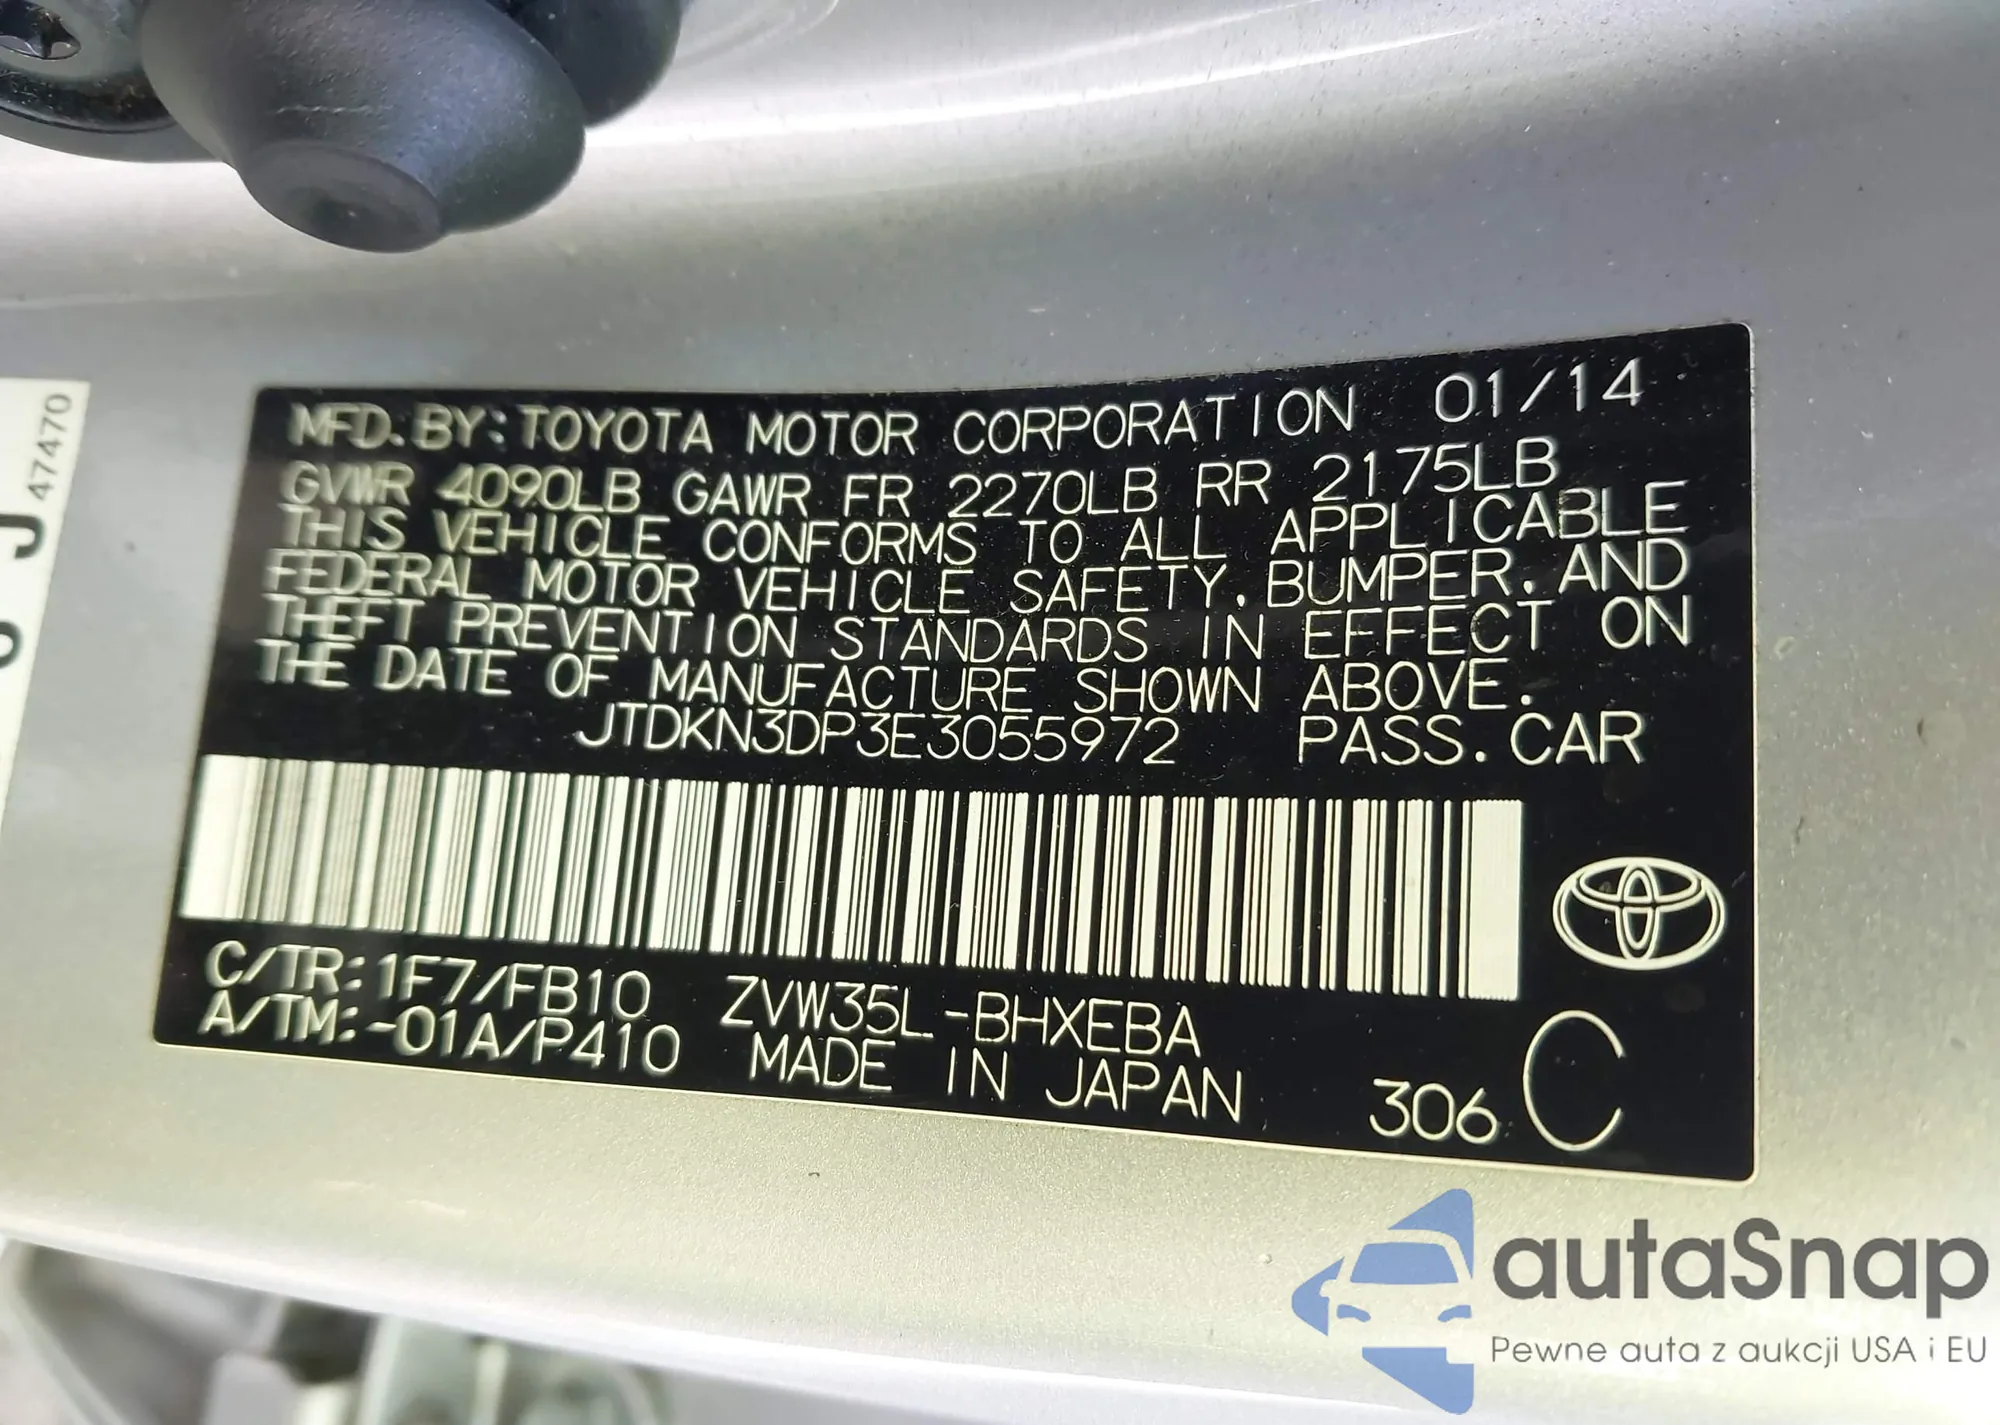 MFD. BY: TOYOTA MOTOR CORPORATION 01/14
GVWR 4090LB GAWR FR 2270LB RR 2175LB
THIS VEHICLE CONFORMS TO ALL APPLICABLE
FEDERAL MOTOR VEHICLE SAFETY, BUMPER, AND
THEFT PREVENTION STANDARDS IN EFFECT ON
THE DATE OF MANUFACTURE SHOWN ABOVE.
JTDKN3DP3E3055972 PASS. CAR
C/TR: 1F7/FB10 ZVW35L-BHXEBA
A/TM: -01A/P410 MADE IN JAPAN 306 C
47470
J
autaSnap
Pewne auta z aukcji USA i EU